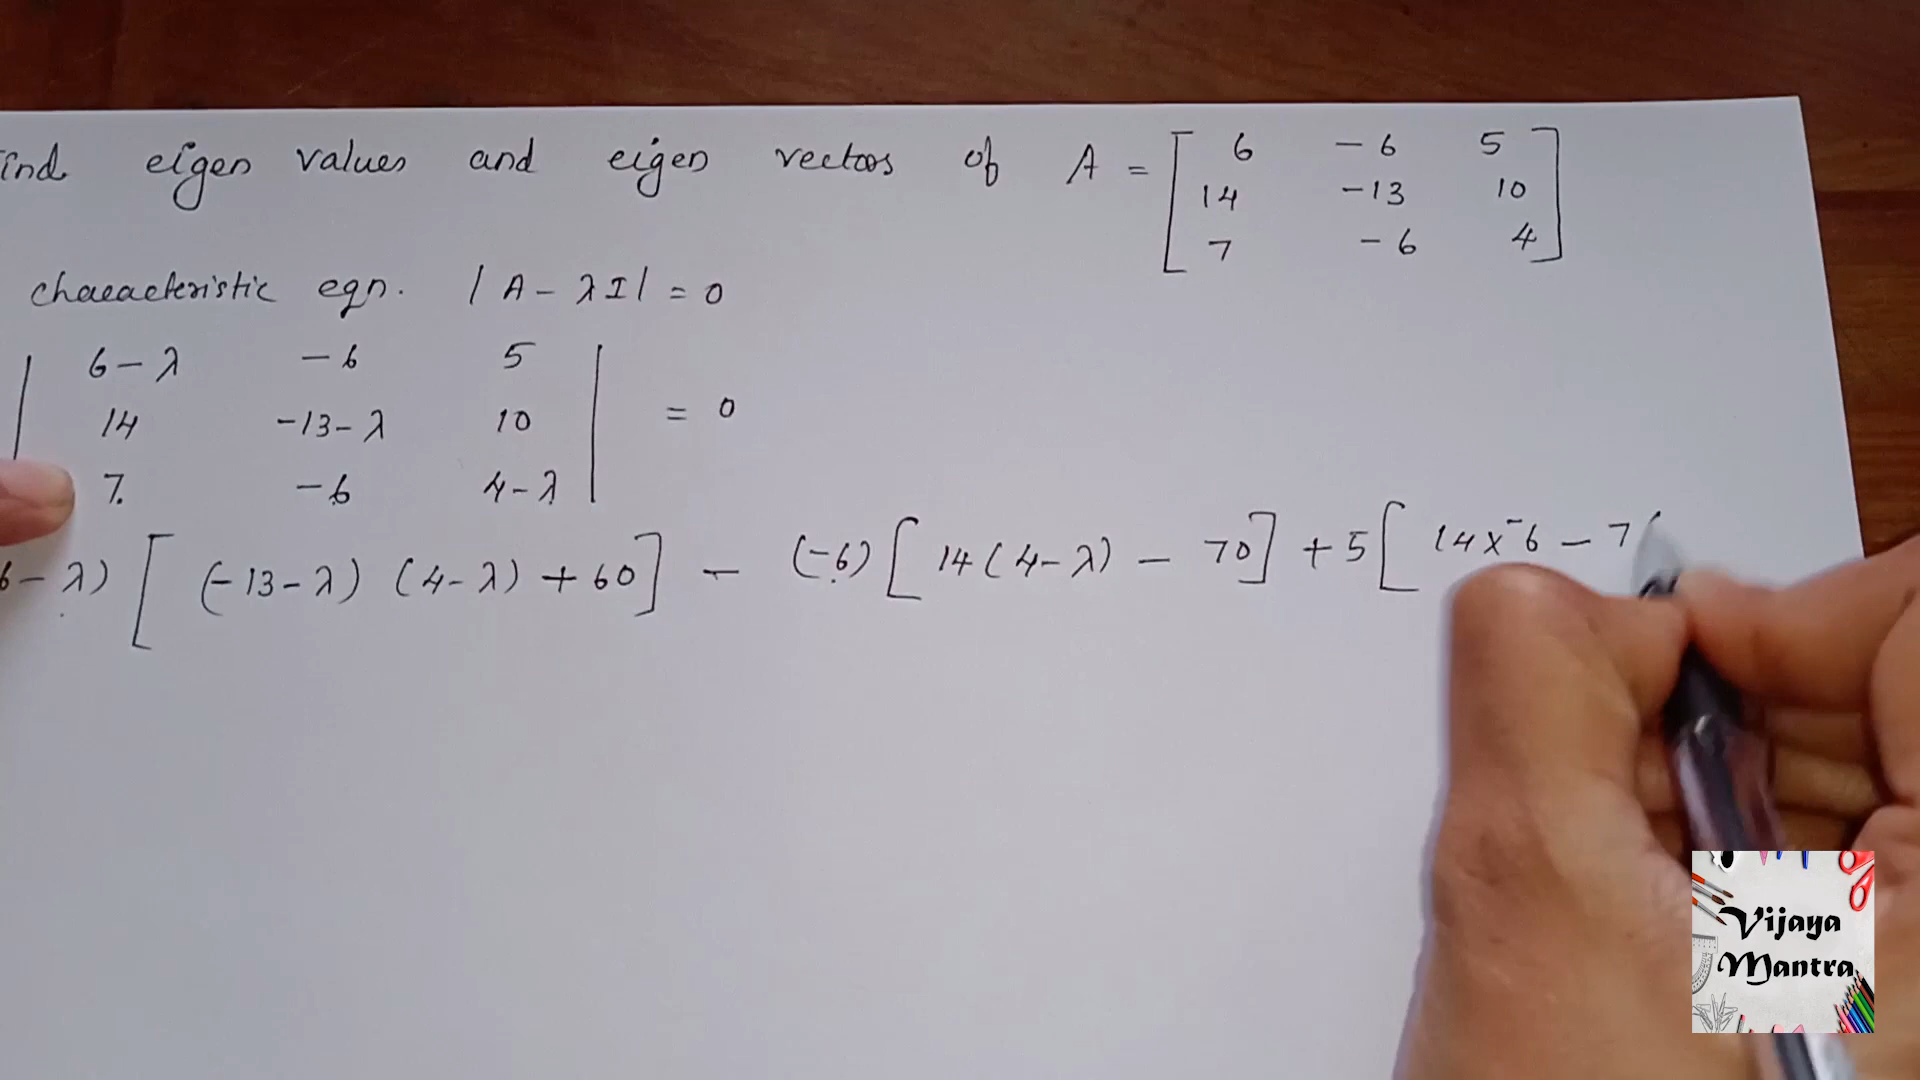 ind eigen values and eigen vectors of A = [ 6 -6 5
14 -13 10
7 -6 4 ]
characteristic eqn. |A - λI| = 0
| 6-λ -6 5 |
| 14 -13-λ 10 | = 0
| 7 -6 4-λ |
6-λ) [ (-13-λ) (4-λ) + 60 ] - (-6) [ 14(4-λ) - 70 ] + 5 [ 14x-6 - 7(
Vijaya
Mantra